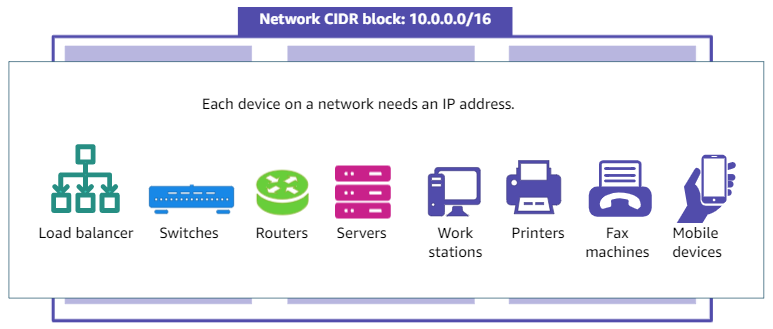 Network CIDR block: 10.0.0.0/16
Each device on a network needs an IP address.
Load balancer
Switches
Routers
Servers
Work
stations
Printers
Fax
machines
Mobile
devices